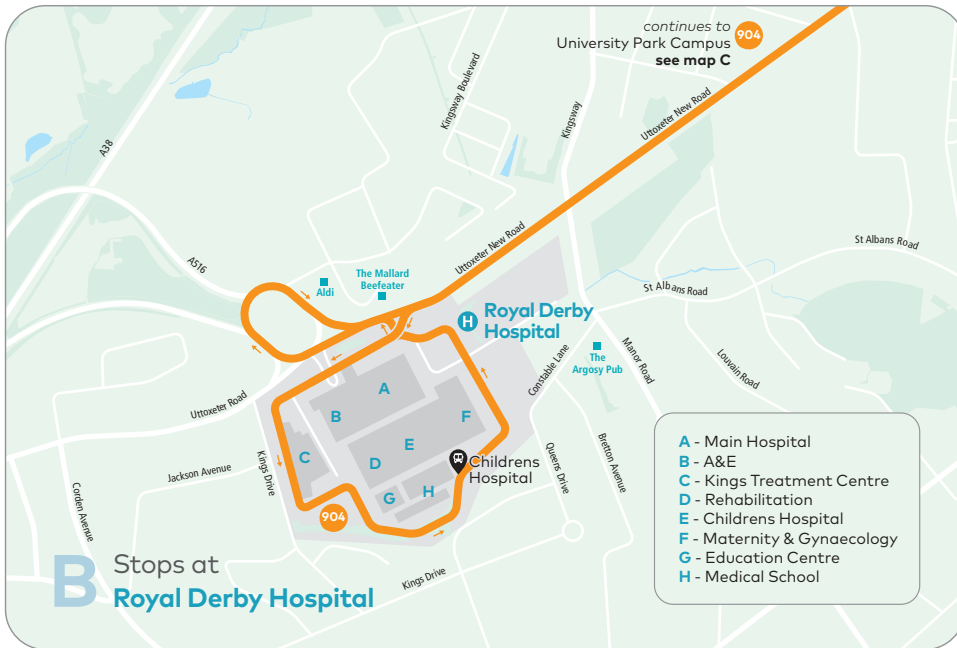 continues to
University Park Campus
see map C
904
Kingsway Boulevard
Kingsway
Uttoxeter New Road
A38
A516
Aldi
The Mallard
Beefeater
Uttoxeter New Road
St Albans Road
St Albans Road
H
Royal Derby
Hospital
The
Argosy Pub
Constable Lane
Manor Road
Louvain Road
Uttoxeter Road
A
B
F
E
C
D
G
H
Childrens
Hospital
Jackson Avenue
Kings Drive
Corden Avenue
Queens Drive
Bretton Avenue
904
Kings Drive
A - Main Hospital
B - A&E
C - Kings Treatment Centre
D - Rehabilitation
E - Childrens Hospital
F - Maternity & Gynaecology
G - Education Centre
H - Medical School
B
Stops at
Royal Derby Hospital